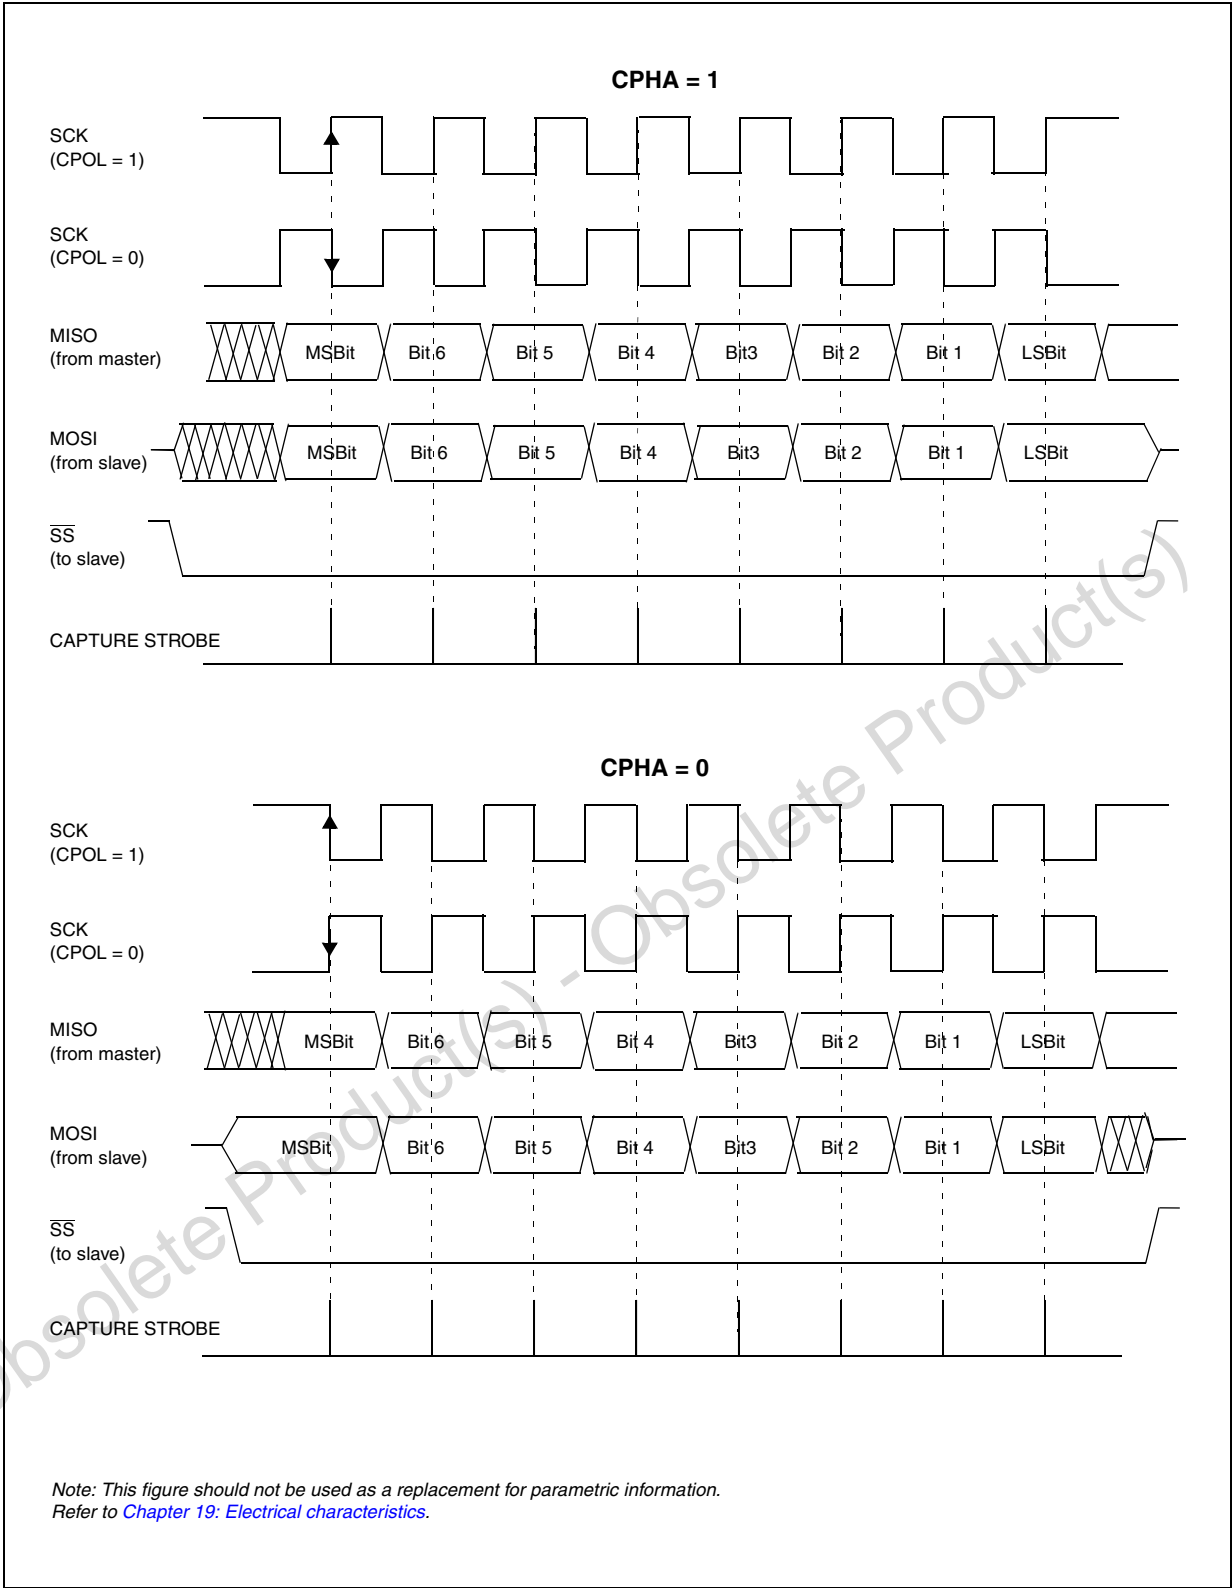 CPHA = 1
SCK
(CPOL = 1)
SCK
(CPOL = 0)
MISO
(from master)
MSBit Bit 6 Bit 5 Bit 4 Bit3 Bit 2 Bit 1 LSBit
MOSI
(from slave)
MSBit Bit 6 Bit 5 Bit 4 Bit3 Bit 2 Bit 1 LSBit
SS
(to slave)
CAPTURE STROBE
CPHA = 0
SCK
(CPOL = 1)
SCK
(CPOL = 0)
MISO
(from master)
MSBit Bit 6 Bit 5 Bit 4 Bit3 Bit 2 Bit 1 LSBit
MOSI
(from slave)
MSBit Bit 6 Bit 5 Bit 4 Bit3 Bit 2 Bit 1 LSBit
SS
(to slave)
CAPTURE STROBE
Obsolete Product(s) - Obsolete Product(s)
Note: This figure should not be used as a replacement for parametric information.
Refer to Chapter 19: Electrical characteristics.